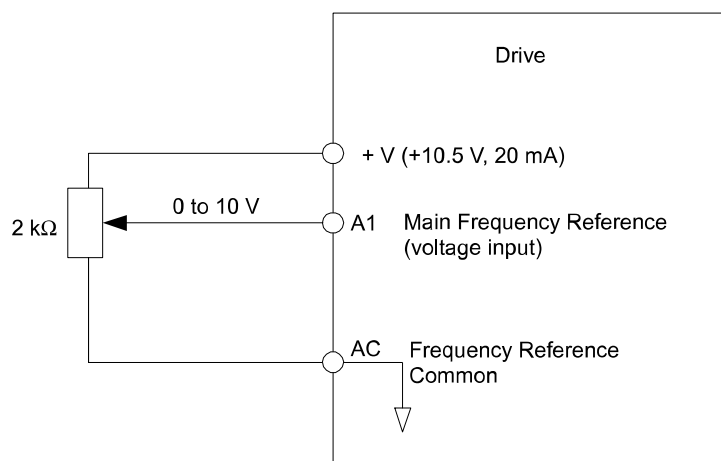 Drive
+ V (+10.5 V, 20 mA)
0 to 10 V
2 kΩ
A1 Main Frequency Reference
(voltage input)
AC Frequency Reference
Common